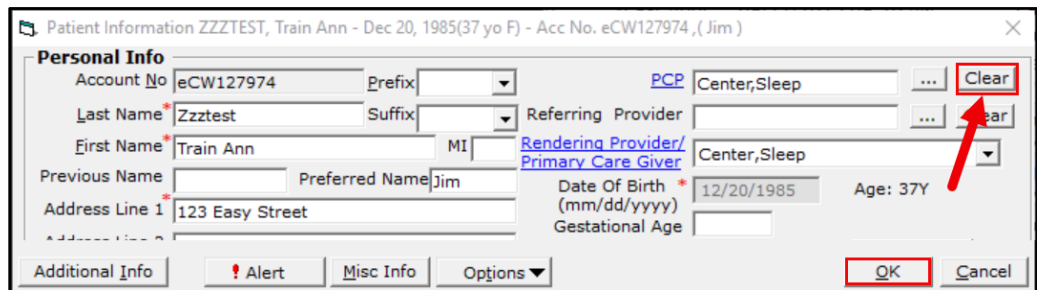 Patient Information ZZZTEST, Train Ann - Dec 20, 1985(37 yo F) - Acc No. eCW127974 ,( Jim )
Personal Info
Account No eCW127974 Prefix PCP Center,Sleep ... Clear
Last Name* Zzztest Suffix Referring Provider ...
First Name* Train Ann MI Rendering Provider/
Primary Care Giver Center,Sleep
Previous Name Preferred Name Jim Date Of Birth * 12/20/1985 Age: 37Y
(mm/dd/yyyy)
Address Line 1* 123 Easy Street
Gestational Age
Additional Info ! Alert Misc Info Options OK Cancel